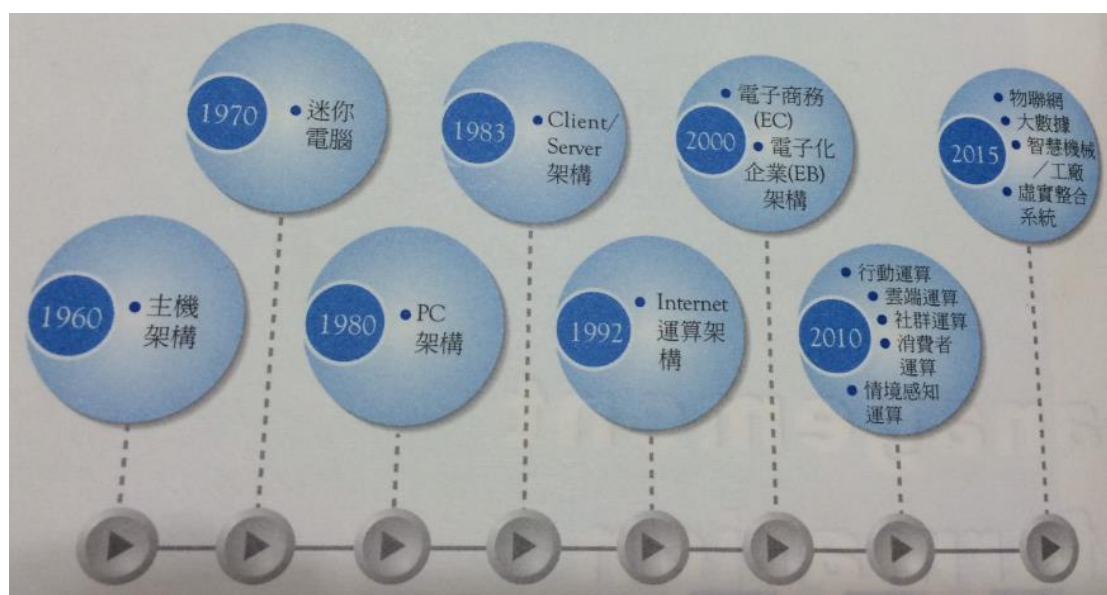 1960
主機
架構
1970
迷你
電腦
1980
PC
架構
1983
Client/
Server
架構
1992
Internet
運算架
構
2000
電子商務
(EC)
電子化
企業(EB)
架構
2010
行動運算
雲端運算
社群運算
消費者
運算
情境感知
運算
2015
物聯網
大數據
智慧機械
/工廠
虛實整合
系統